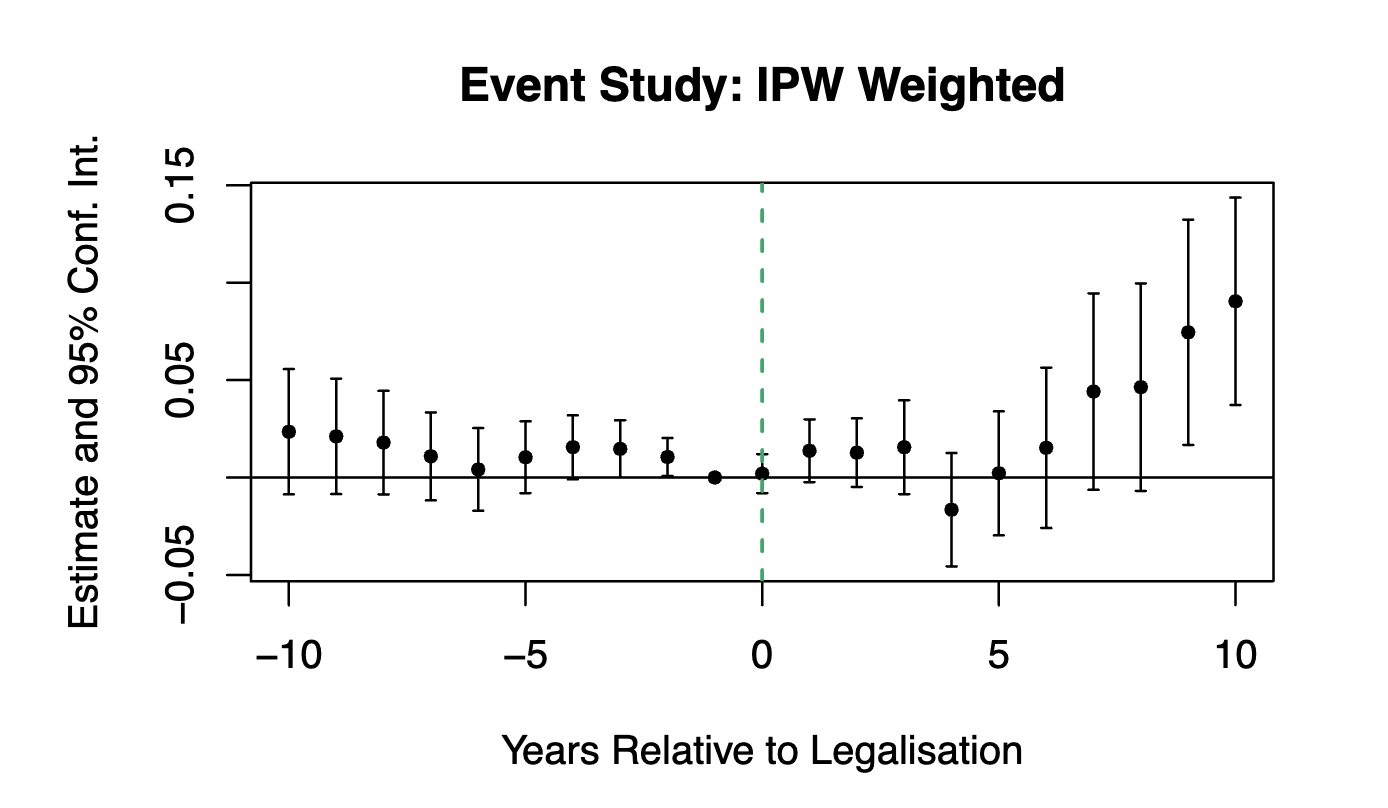 Event Study: IPW Weighted
Estimate and 95% Conf. Int.
0.15
0.05
−0.05
−10 −5 0 5 10
Years Relative to Legalisation